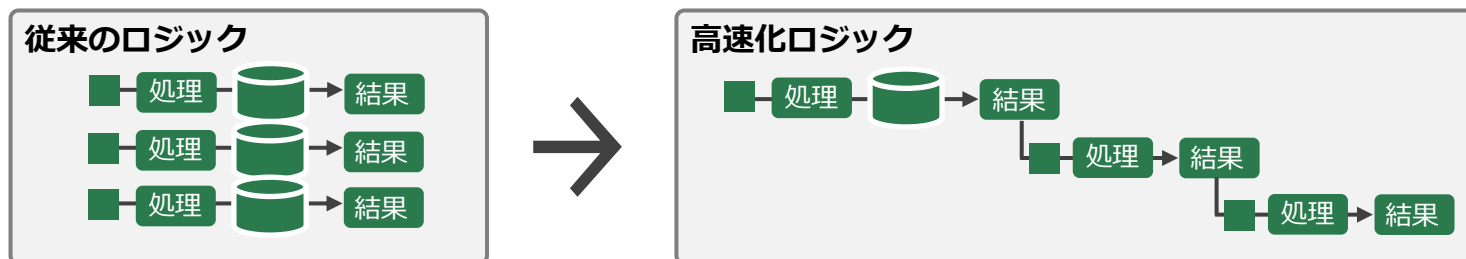 従来のロジック
処理 結果
処理 結果
処理 結果
高速化ロジック
処理 結果
処理 結果
処理 結果